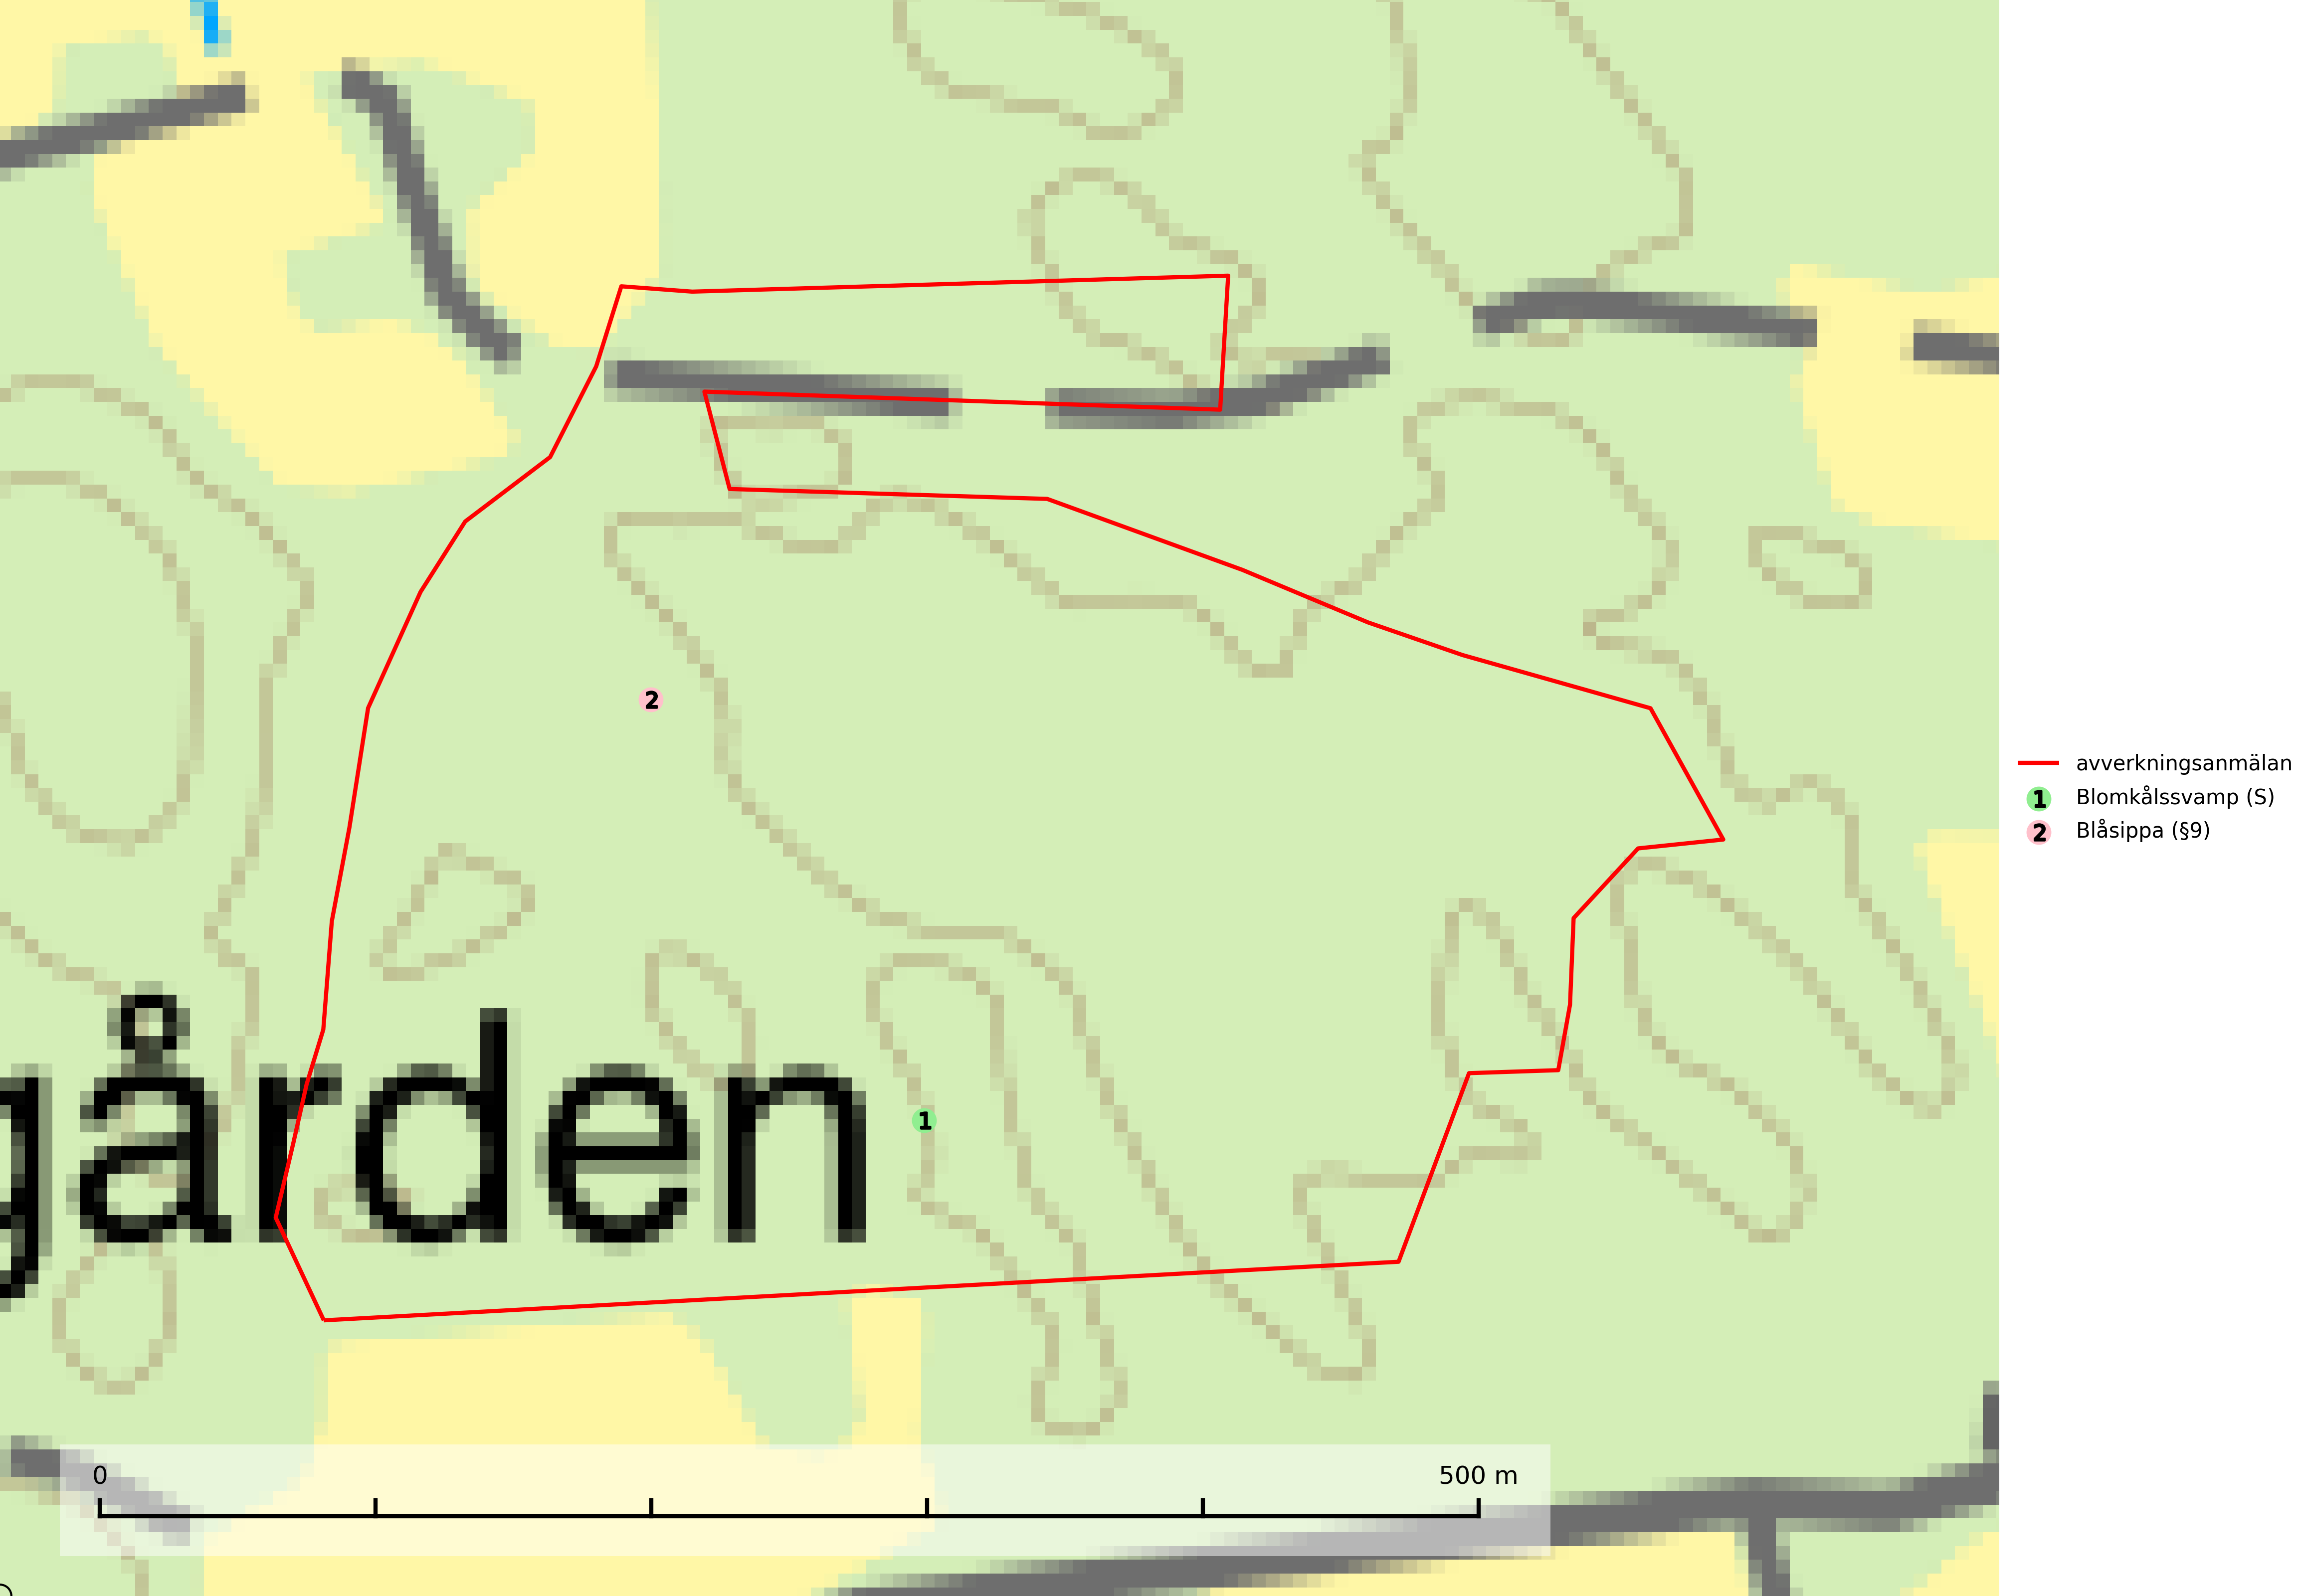 gården
avverkningsanmälan
1 Blomkålssvamp (S)
2 Blåsippa (§9)
2
1
0 500 m